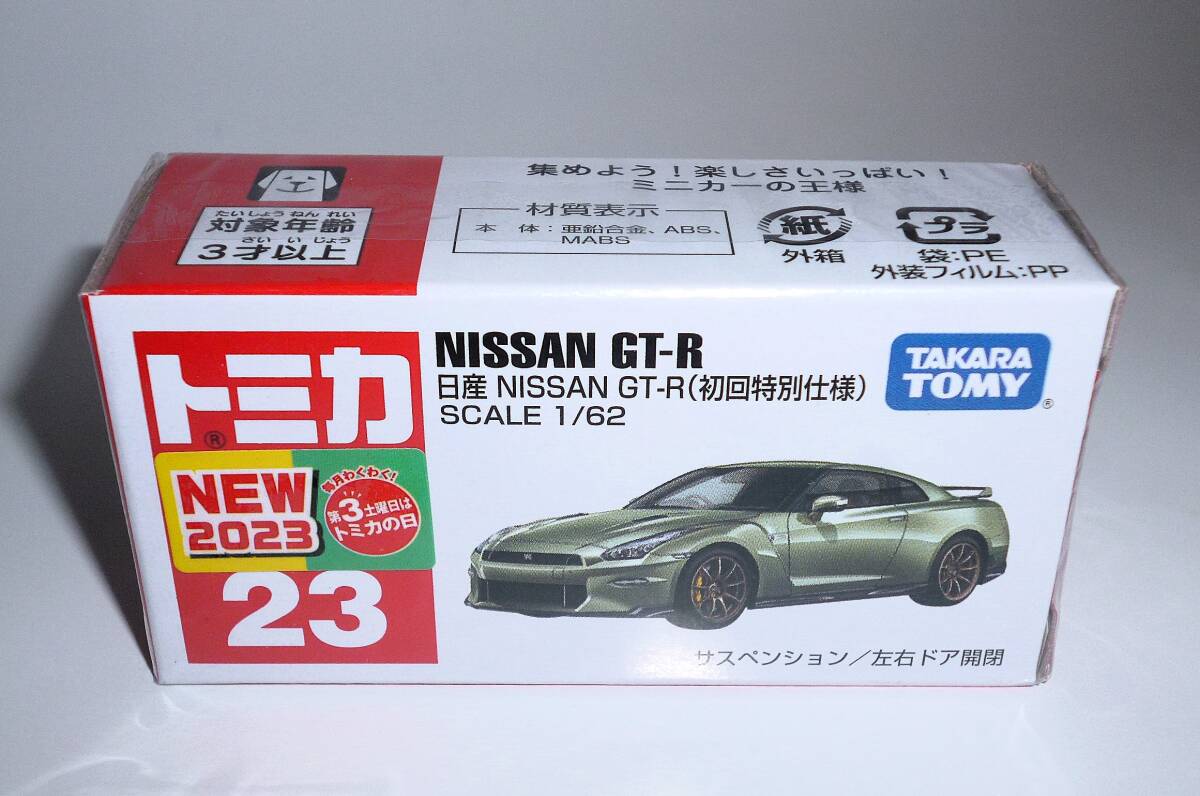 集めよう！楽しさいっぱい！
ミニカーの王様
たいしょうねんれい
対象年齢
さいいじょう
3才以上
材質表示
本 体：亜鉛合金、ABS、
MABS
紙
外箱
プラ
袋：PE
外装フィルム：PP
トミカ
®
NISSAN GT-R
日産 NISSAN GT-R（初回特別仕様）
SCALE 1/62
TAKARA
TOMY
®
NEW
2023
毎月わくわく!
第3土曜日は
トミカの日
23
サスペンション／左右ドア開閉